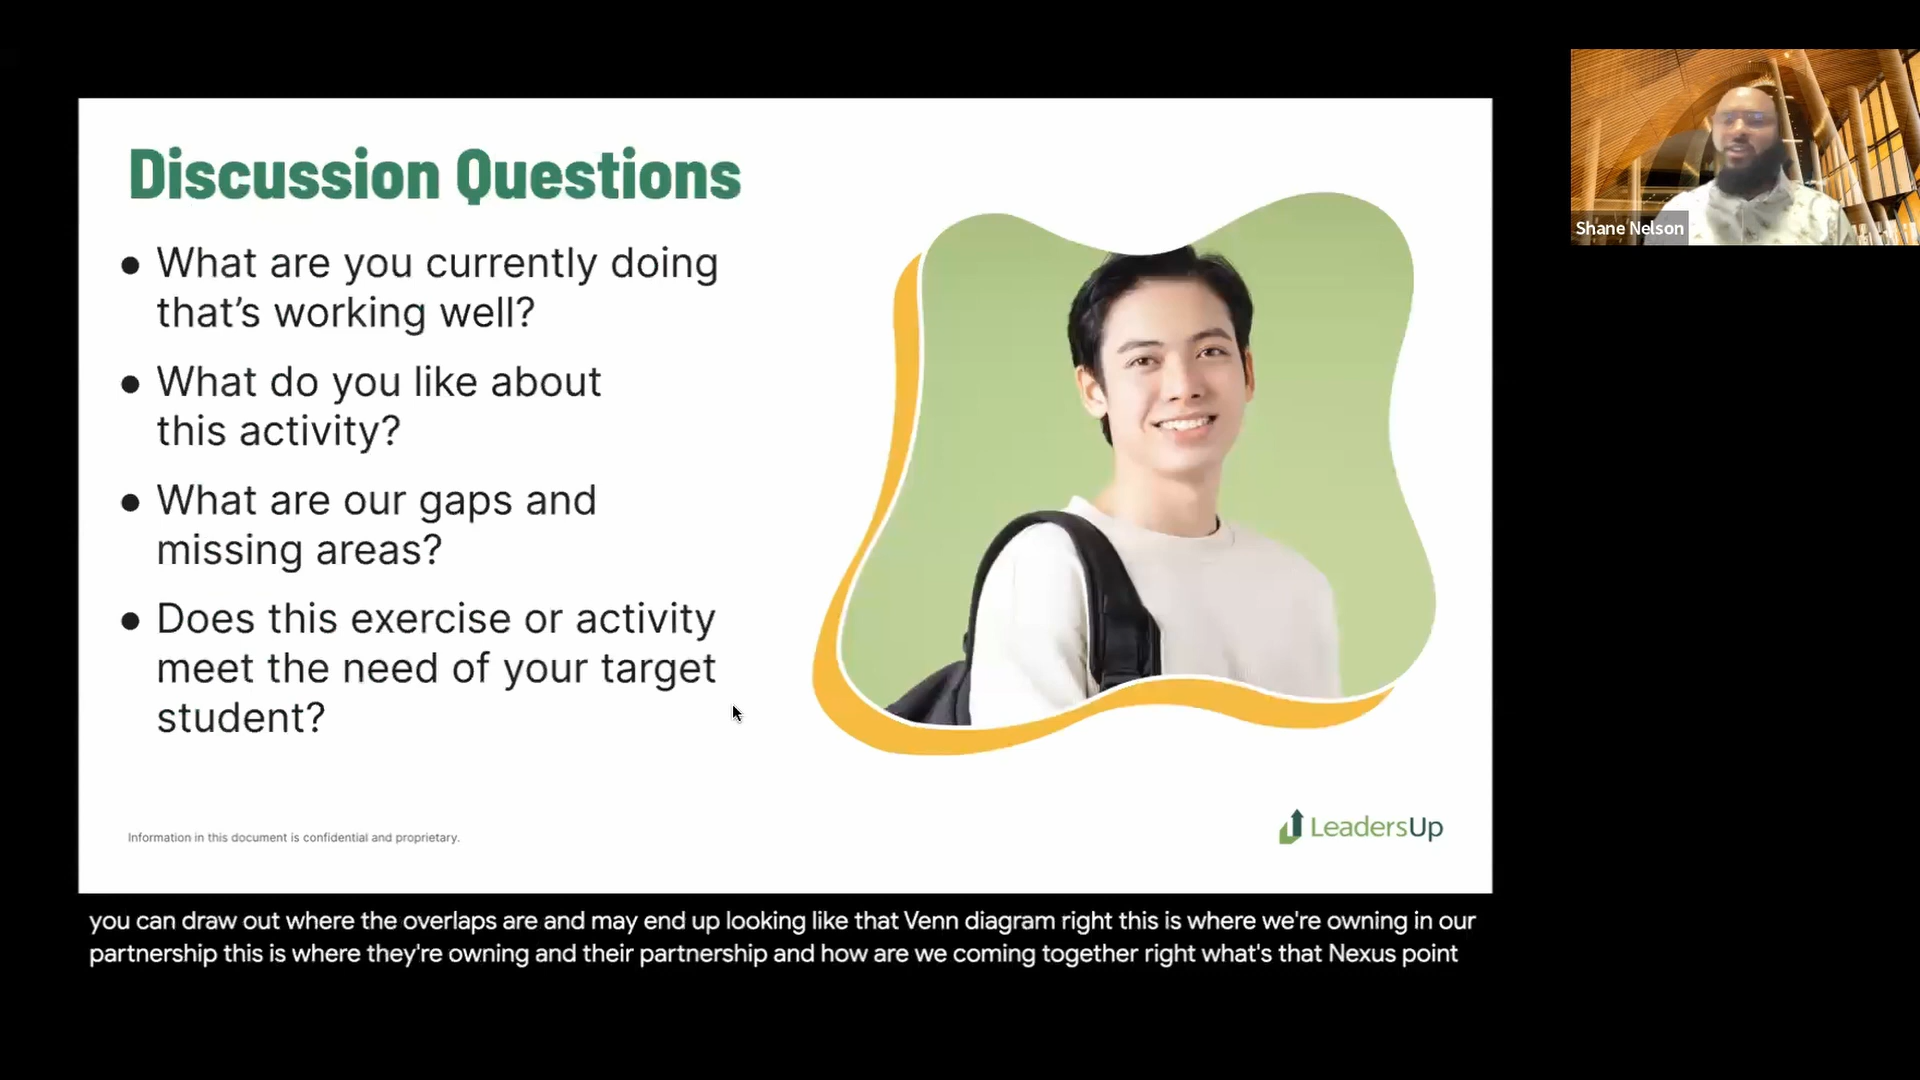 Discussion Questions
● What are you currently doing
that’s working well?
● What do you like about
this activity?
● What are our gaps and
missing areas?
● Does this exercise or activity
meet the need of your target
student?
Information in this document is confidential and proprietary.
LeadersUp
Shane Nelson
you can draw out where the overlaps are and may end up looking like that Venn diagram right this is where we're owning in our
partnership this is where they're owning and their partnership and how are we coming together right what's that Nexus point